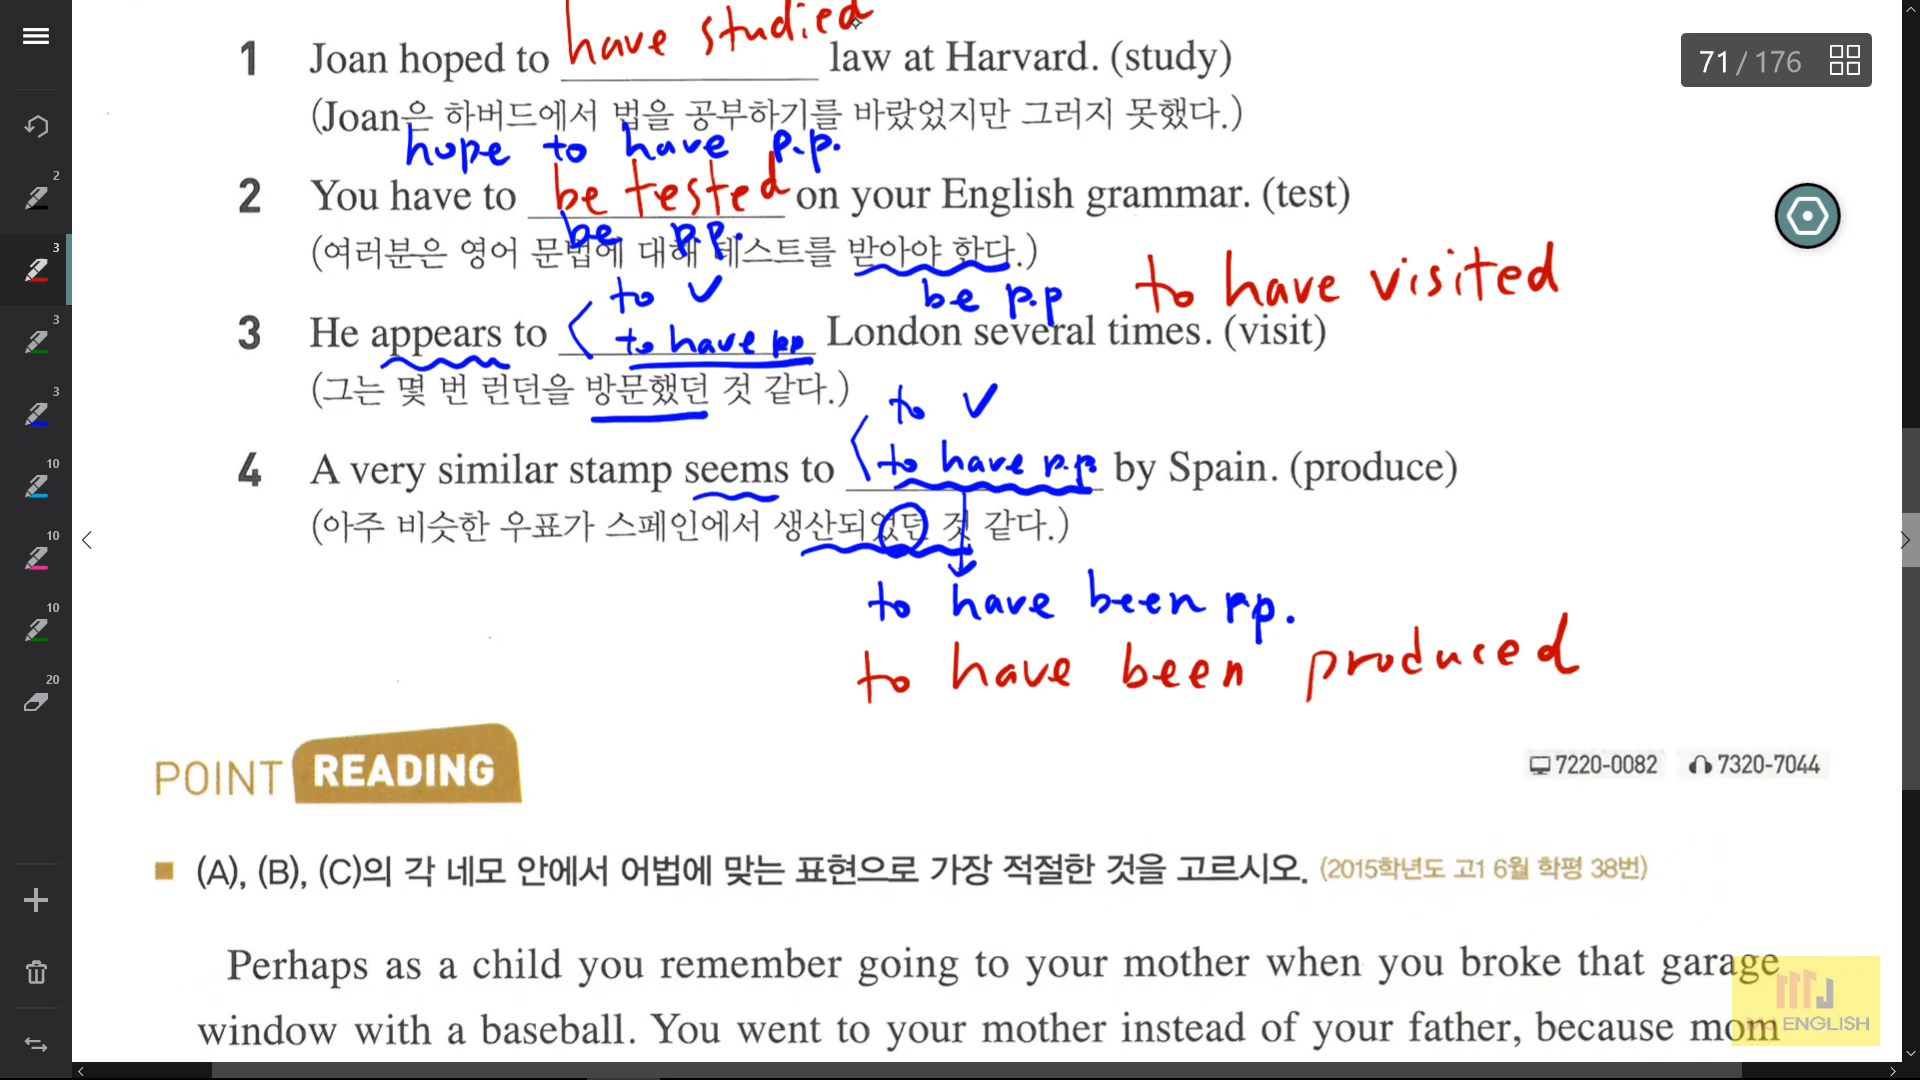 have studied
1 Joan hoped to ____ law at Harvard. (study)
71 / 176
(Joan은 하버드에서 법을 공부하기를 바랐었지만 그러지 못했다.)
hope to have p.p.
2
2 You have to be tested on your English grammar. (test)
be p.p.
3
(여러분은 영어 문법에 대해 테스트를 받아야 한다.)
to have visited
to v
be p.p
3
3 He appears to to have pp London several times. (visit)
(그는 몇 번 런던을 방문했던 것 같다.)
3
to v
10
4 A very similar stamp seems to to have p.p by Spain. (produce)
(아주 비슷한 우표가 스페인에서 생산되었던 것 같다.)
10
to have been p.p.
10
to have been produced
20
POINT READING
7220-0082 7320-7044
(A), (B), (C)의 각 네모 안에서 어법에 맞는 표현으로 가장 적절한 것을 고르시오. (2015학년도 고1 6월 학평 38번)
Perhaps as a child you remember going to your mother when you broke that garage
window with a baseball. You went to your mother instead of your father, because mom
MJ ENGLISH